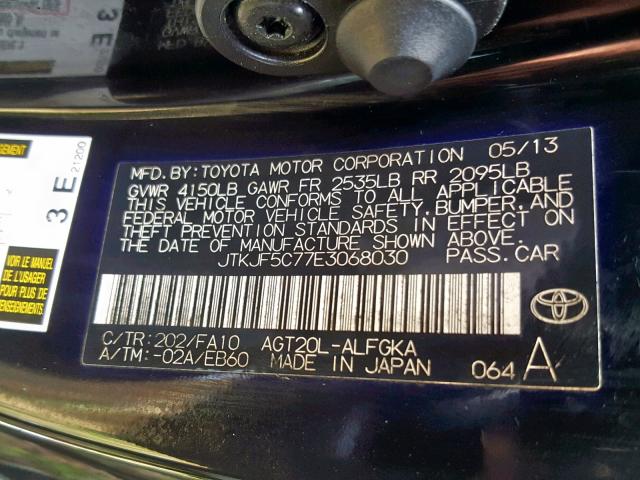 MFD.BY:TOYOTA MOTOR CORPORATION 05/13
GVWR 4150LB GAWR FR 2535LB RR 2095LB
THIS VEHICLE CONFORMS TO ALL APPLICABLE
FEDERAL MOTOR VEHICLE SAFETY,BUMPER,AND
THEFT PREVENTION STANDARDS IN EFFECT ON
THE DATE OF MANUFACTURE SHOWN ABOVE.
JTKJF5C77E3068030 PASS.CAR
C/TR:202/FA10 AGT20L-ALFGKA
A/TM:-02A/EB60 MADE IN JAPAN 064 A
3 E 21200
VOIR LE MANUEL
DE L'USAGER
POUR PLUS DE
3 E